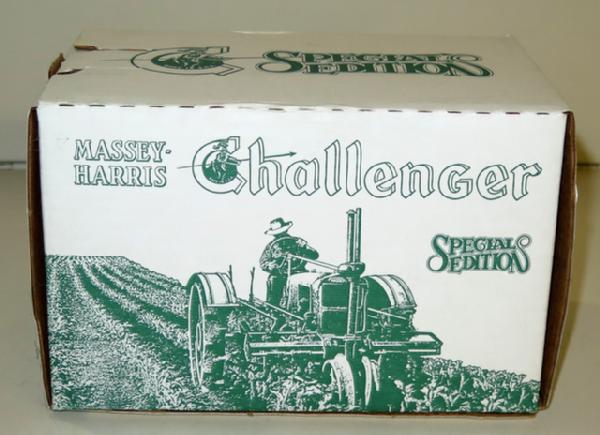 SPECIAL
EDITION
MASSEY-
HARRIS
Challenger
SPECIAL
EDITION